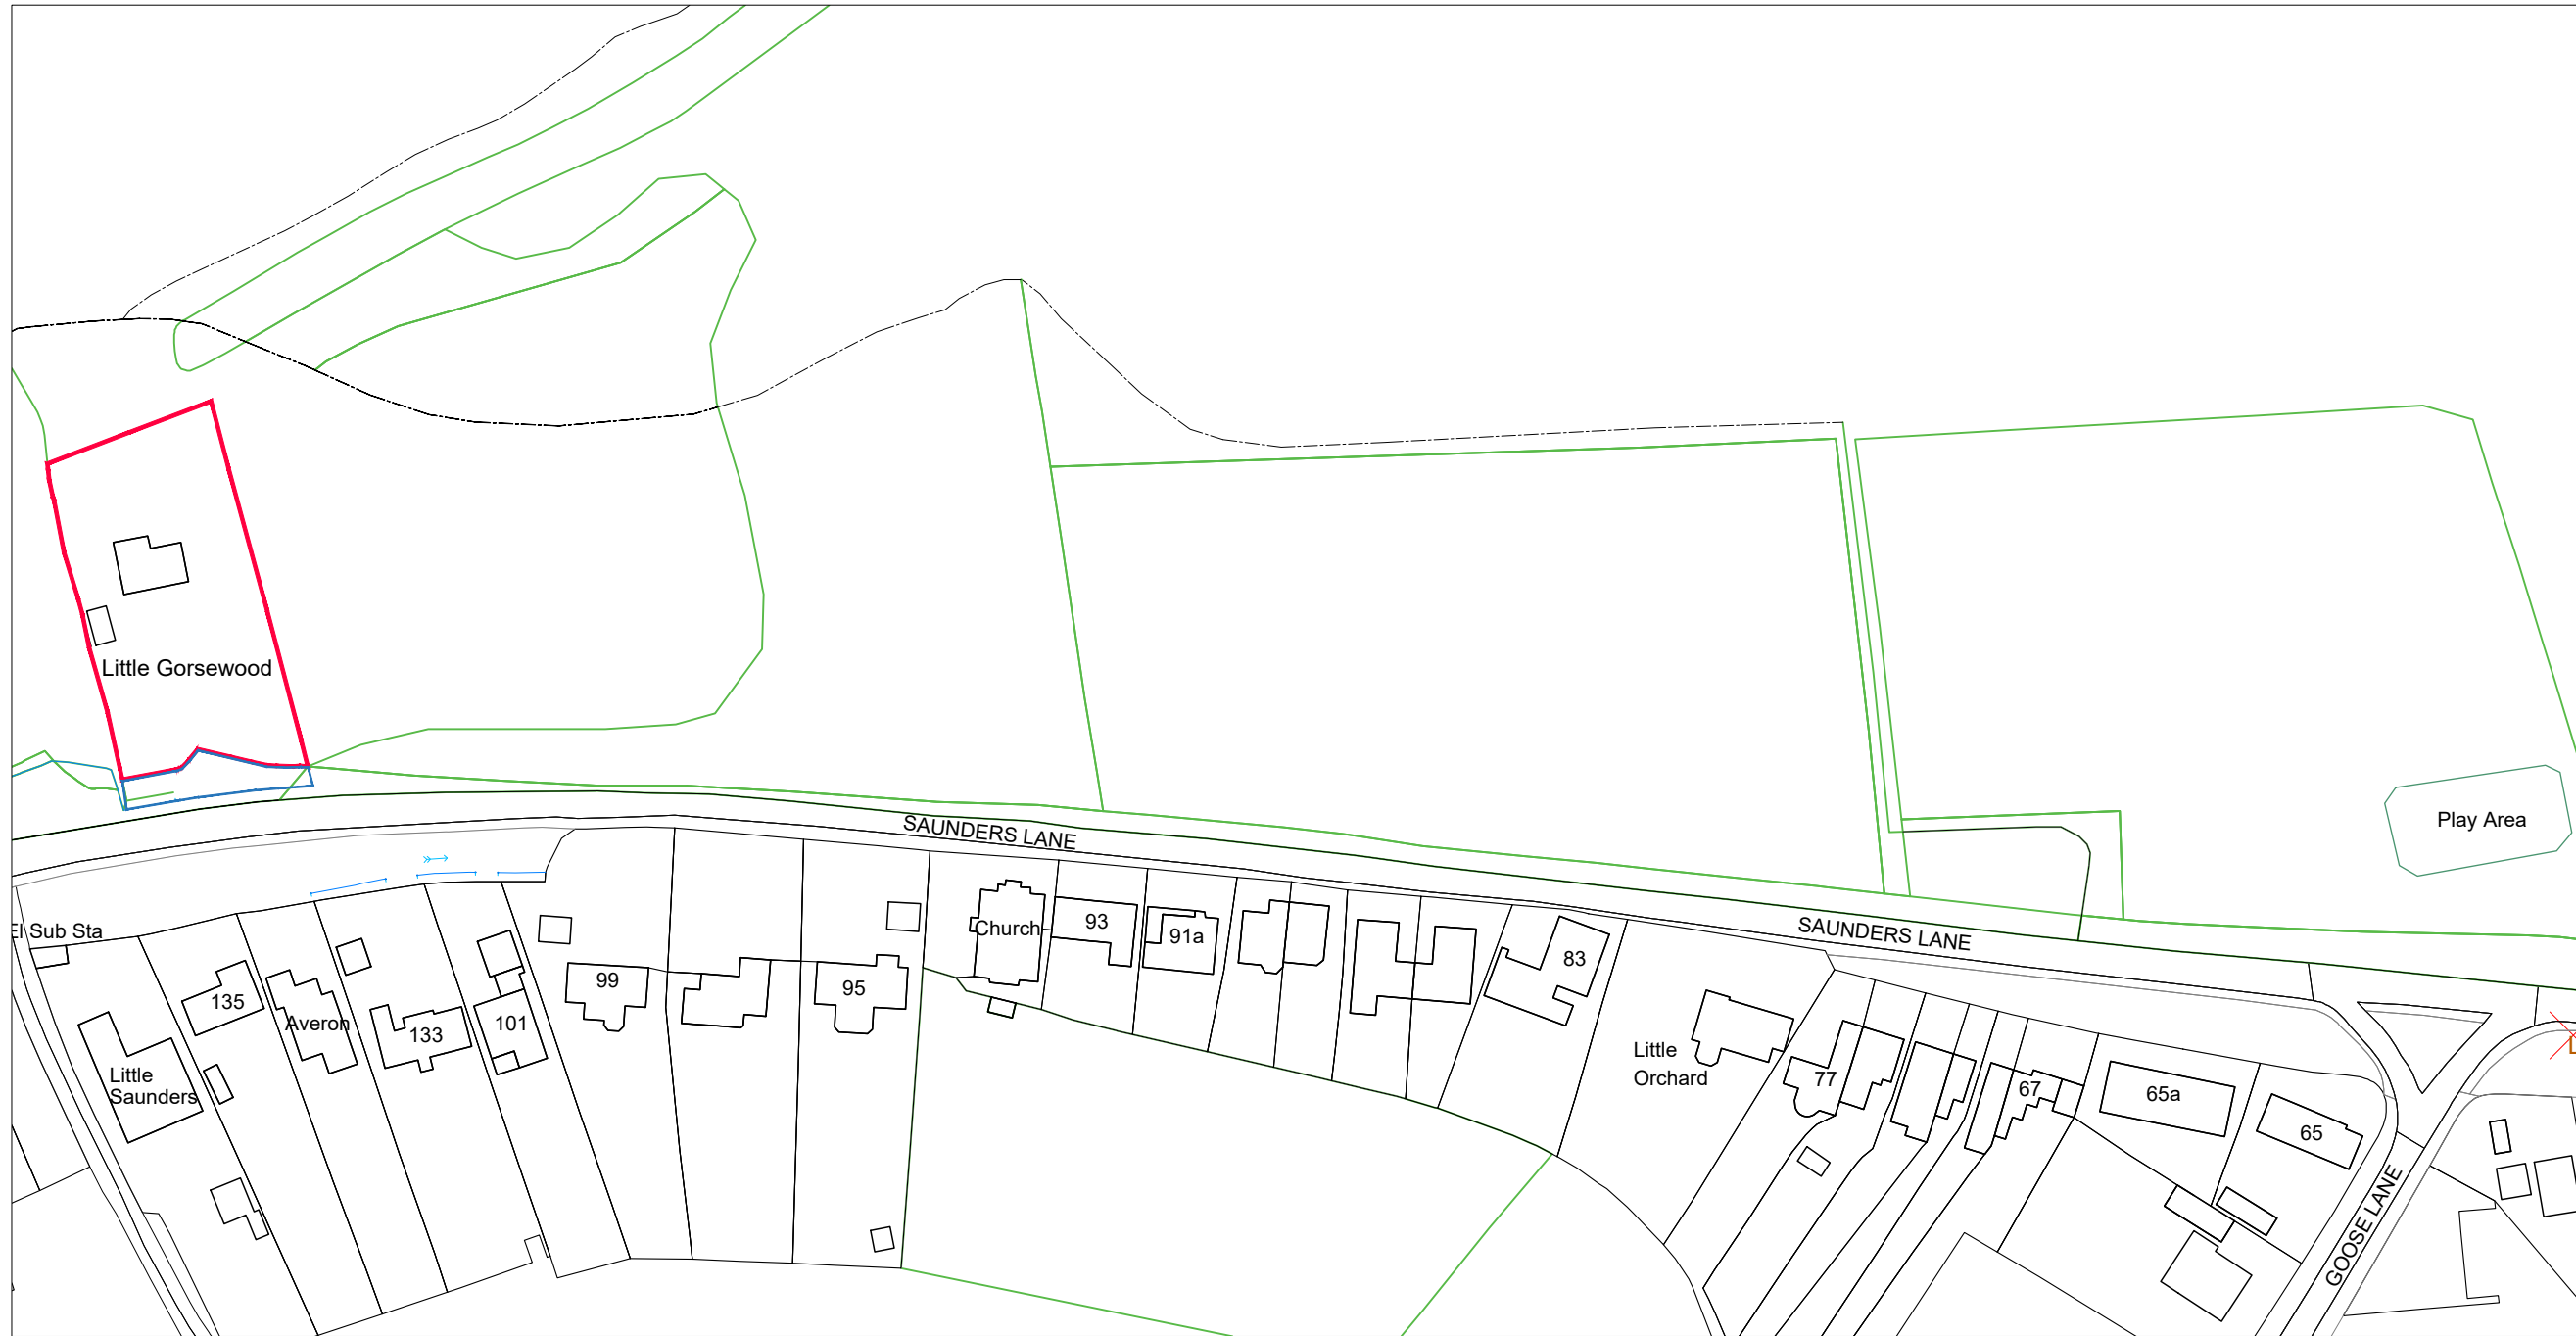 Little Gorsewood
Play Area
SAUNDERS LANE
SAUNDERS LANE
El Sub Sta
Church
93
91a
83
99
95
135
Averon
133
101
Little
Saunders
Little
Orchard
77
67
65a
65
GOOSE LANE